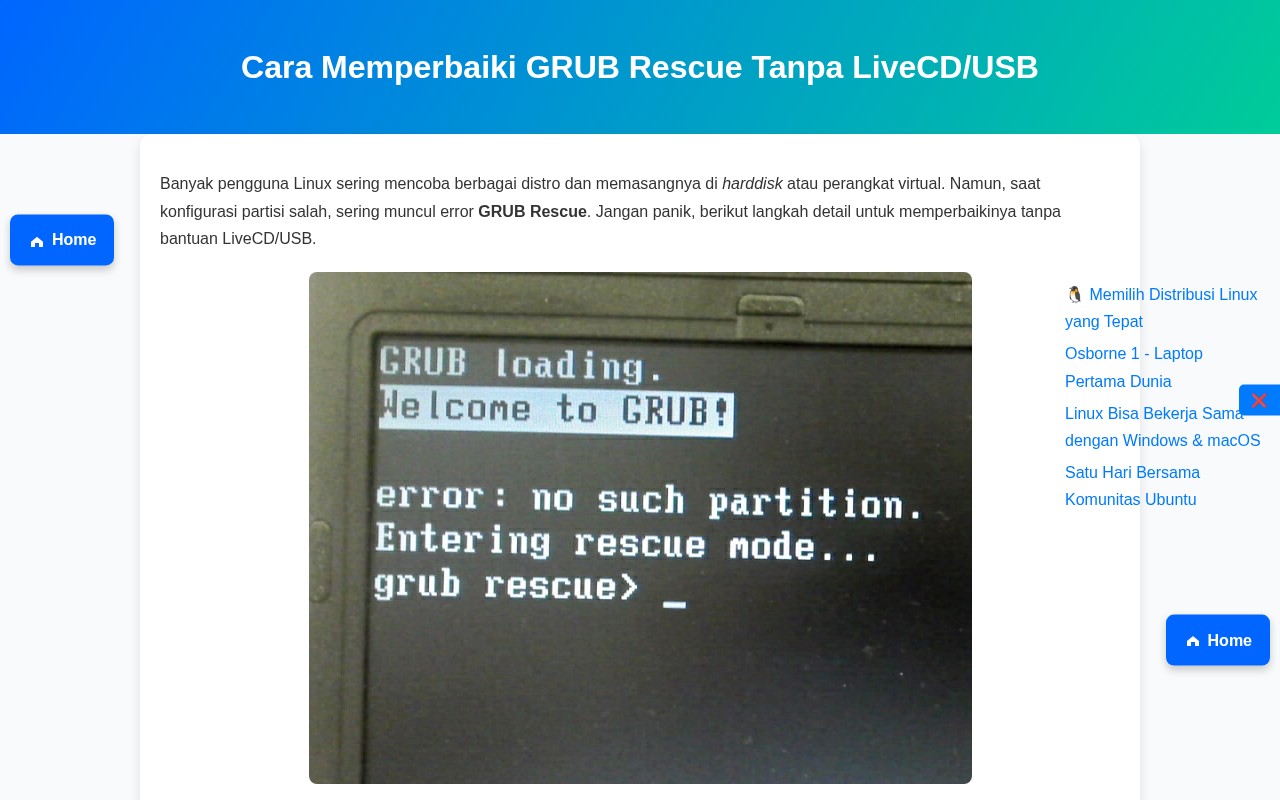 Cara Memperbaiki GRUB Rescue Tanpa LiveCD/USB
Banyak pengguna Linux sering mencoba berbagai distro dan memasangnya di harddisk atau perangkat virtual. Namun, saat
konfigurasi partisi salah, sering muncul error GRUB Rescue. Jangan panik, berikut langkah detail untuk memperbaikinya tanpa
bantuan LiveCD/USB.
Home
GRUB loading.
Welcome to GRUB!
error: no such partition.
Entering rescue mode...
grub rescue> _
Memilih Distribusi Linux
yang Tepat
Osborne 1 - Laptop
Pertama Dunia
Linux Bisa Bekerja Sama
dengan Windows & macOS
Satu Hari Bersama
Komunitas Ubuntu
Home